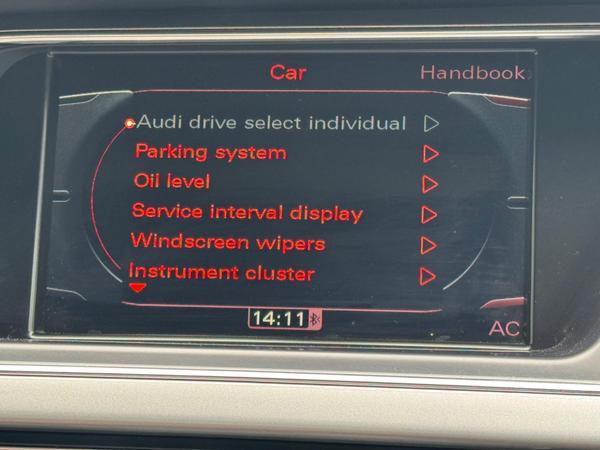 Car
Handbook
Audi drive select individual
Parking system
Oil level
Service interval display
Windscreen wipers
Instrument cluster
14:11
AC